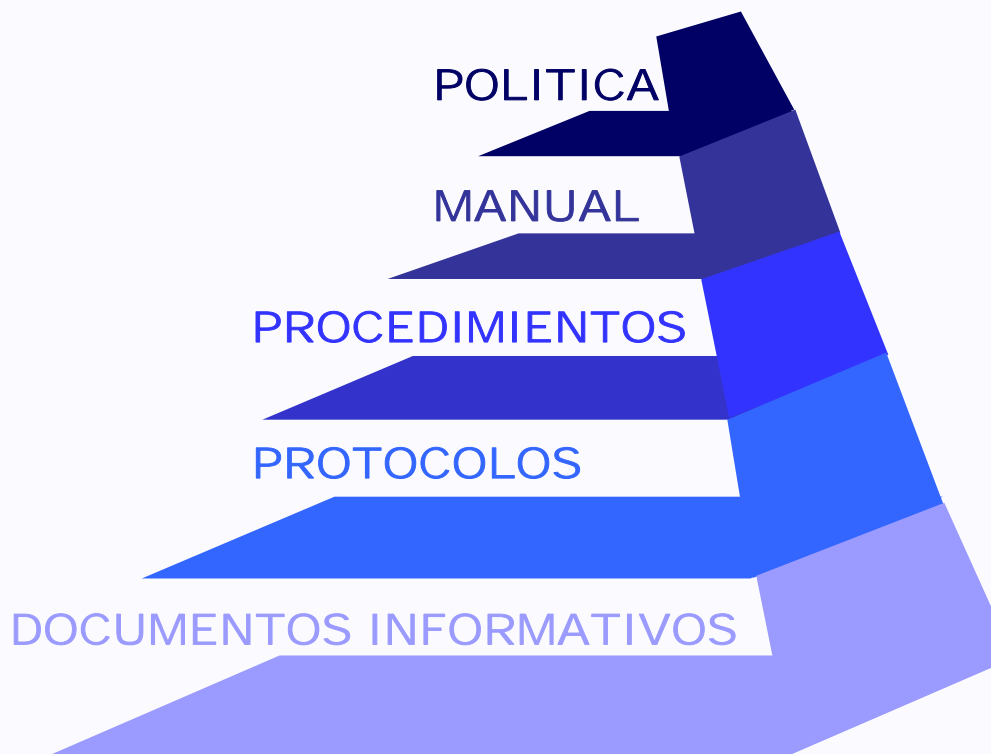 POLITICA
MANUAL
PROCEDIMIENTOS
PROTOCOLOS
DOCUMENTOS INFORMATIVOS